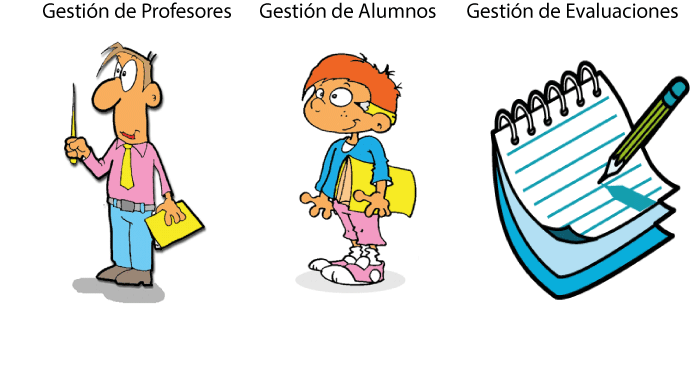 Gestión de Profesores
Gestión de Alumnos
Gestión de Evaluaciones